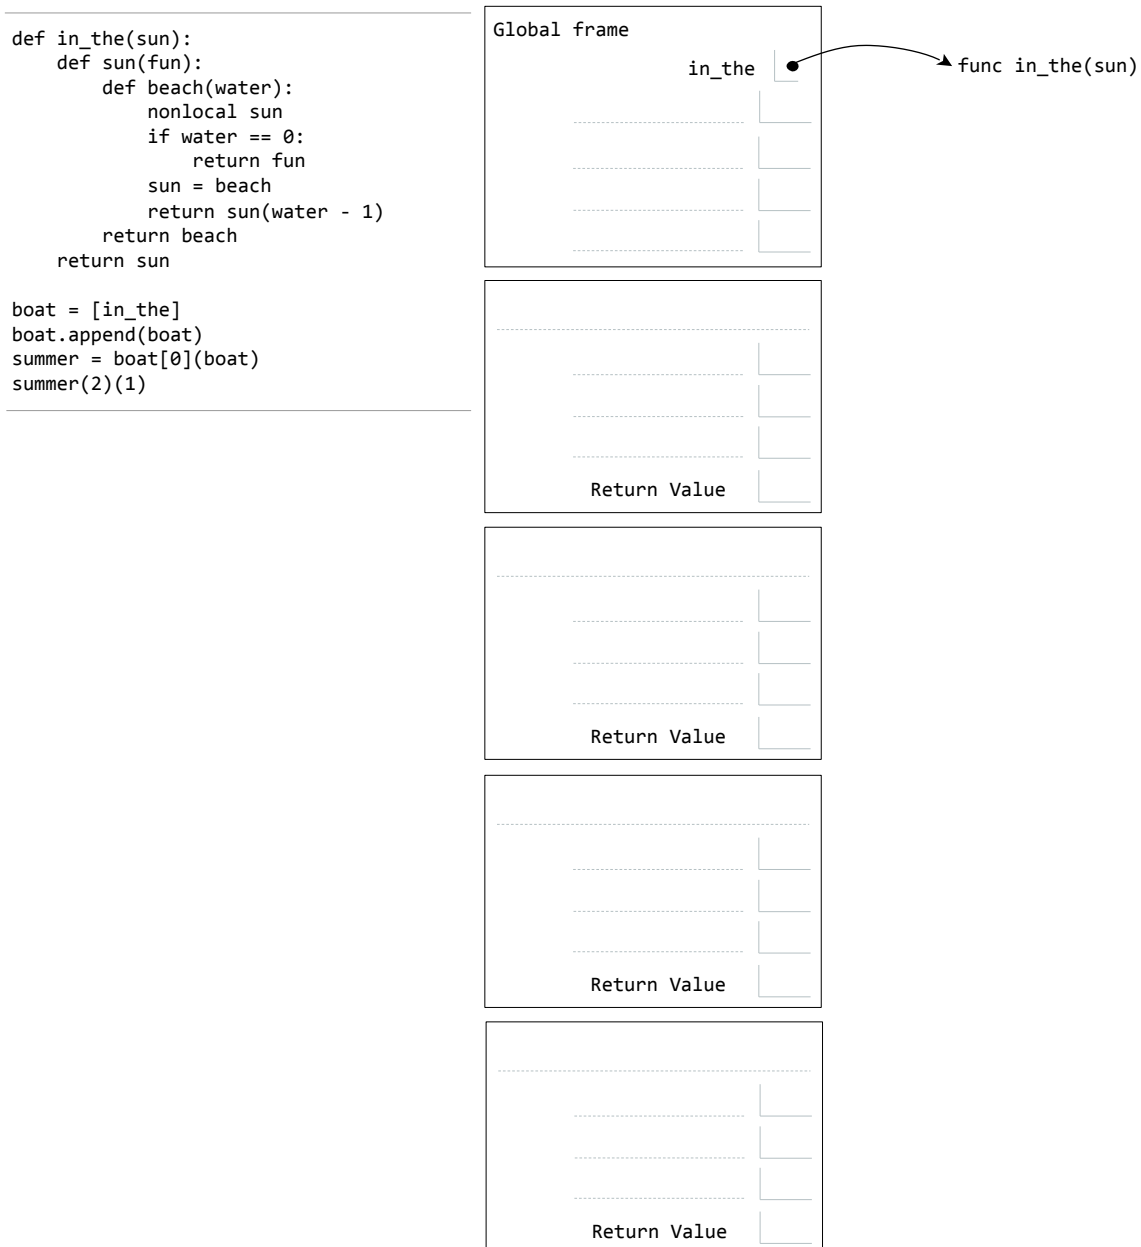 def in_the(sun):
    def sun(fun):
        def beach(water):
            nonlocal sun
            if water == 0:
                return fun
            sun = beach
            return sun(water - 1)
        return beach
    return sun

boat = [in_the]
boat.append(boat)
summer = boat[0](boat)
summer(2)(1)
Global frame
in_the
func in_the(sun)
Return Value
Return Value
Return Value
Return Value